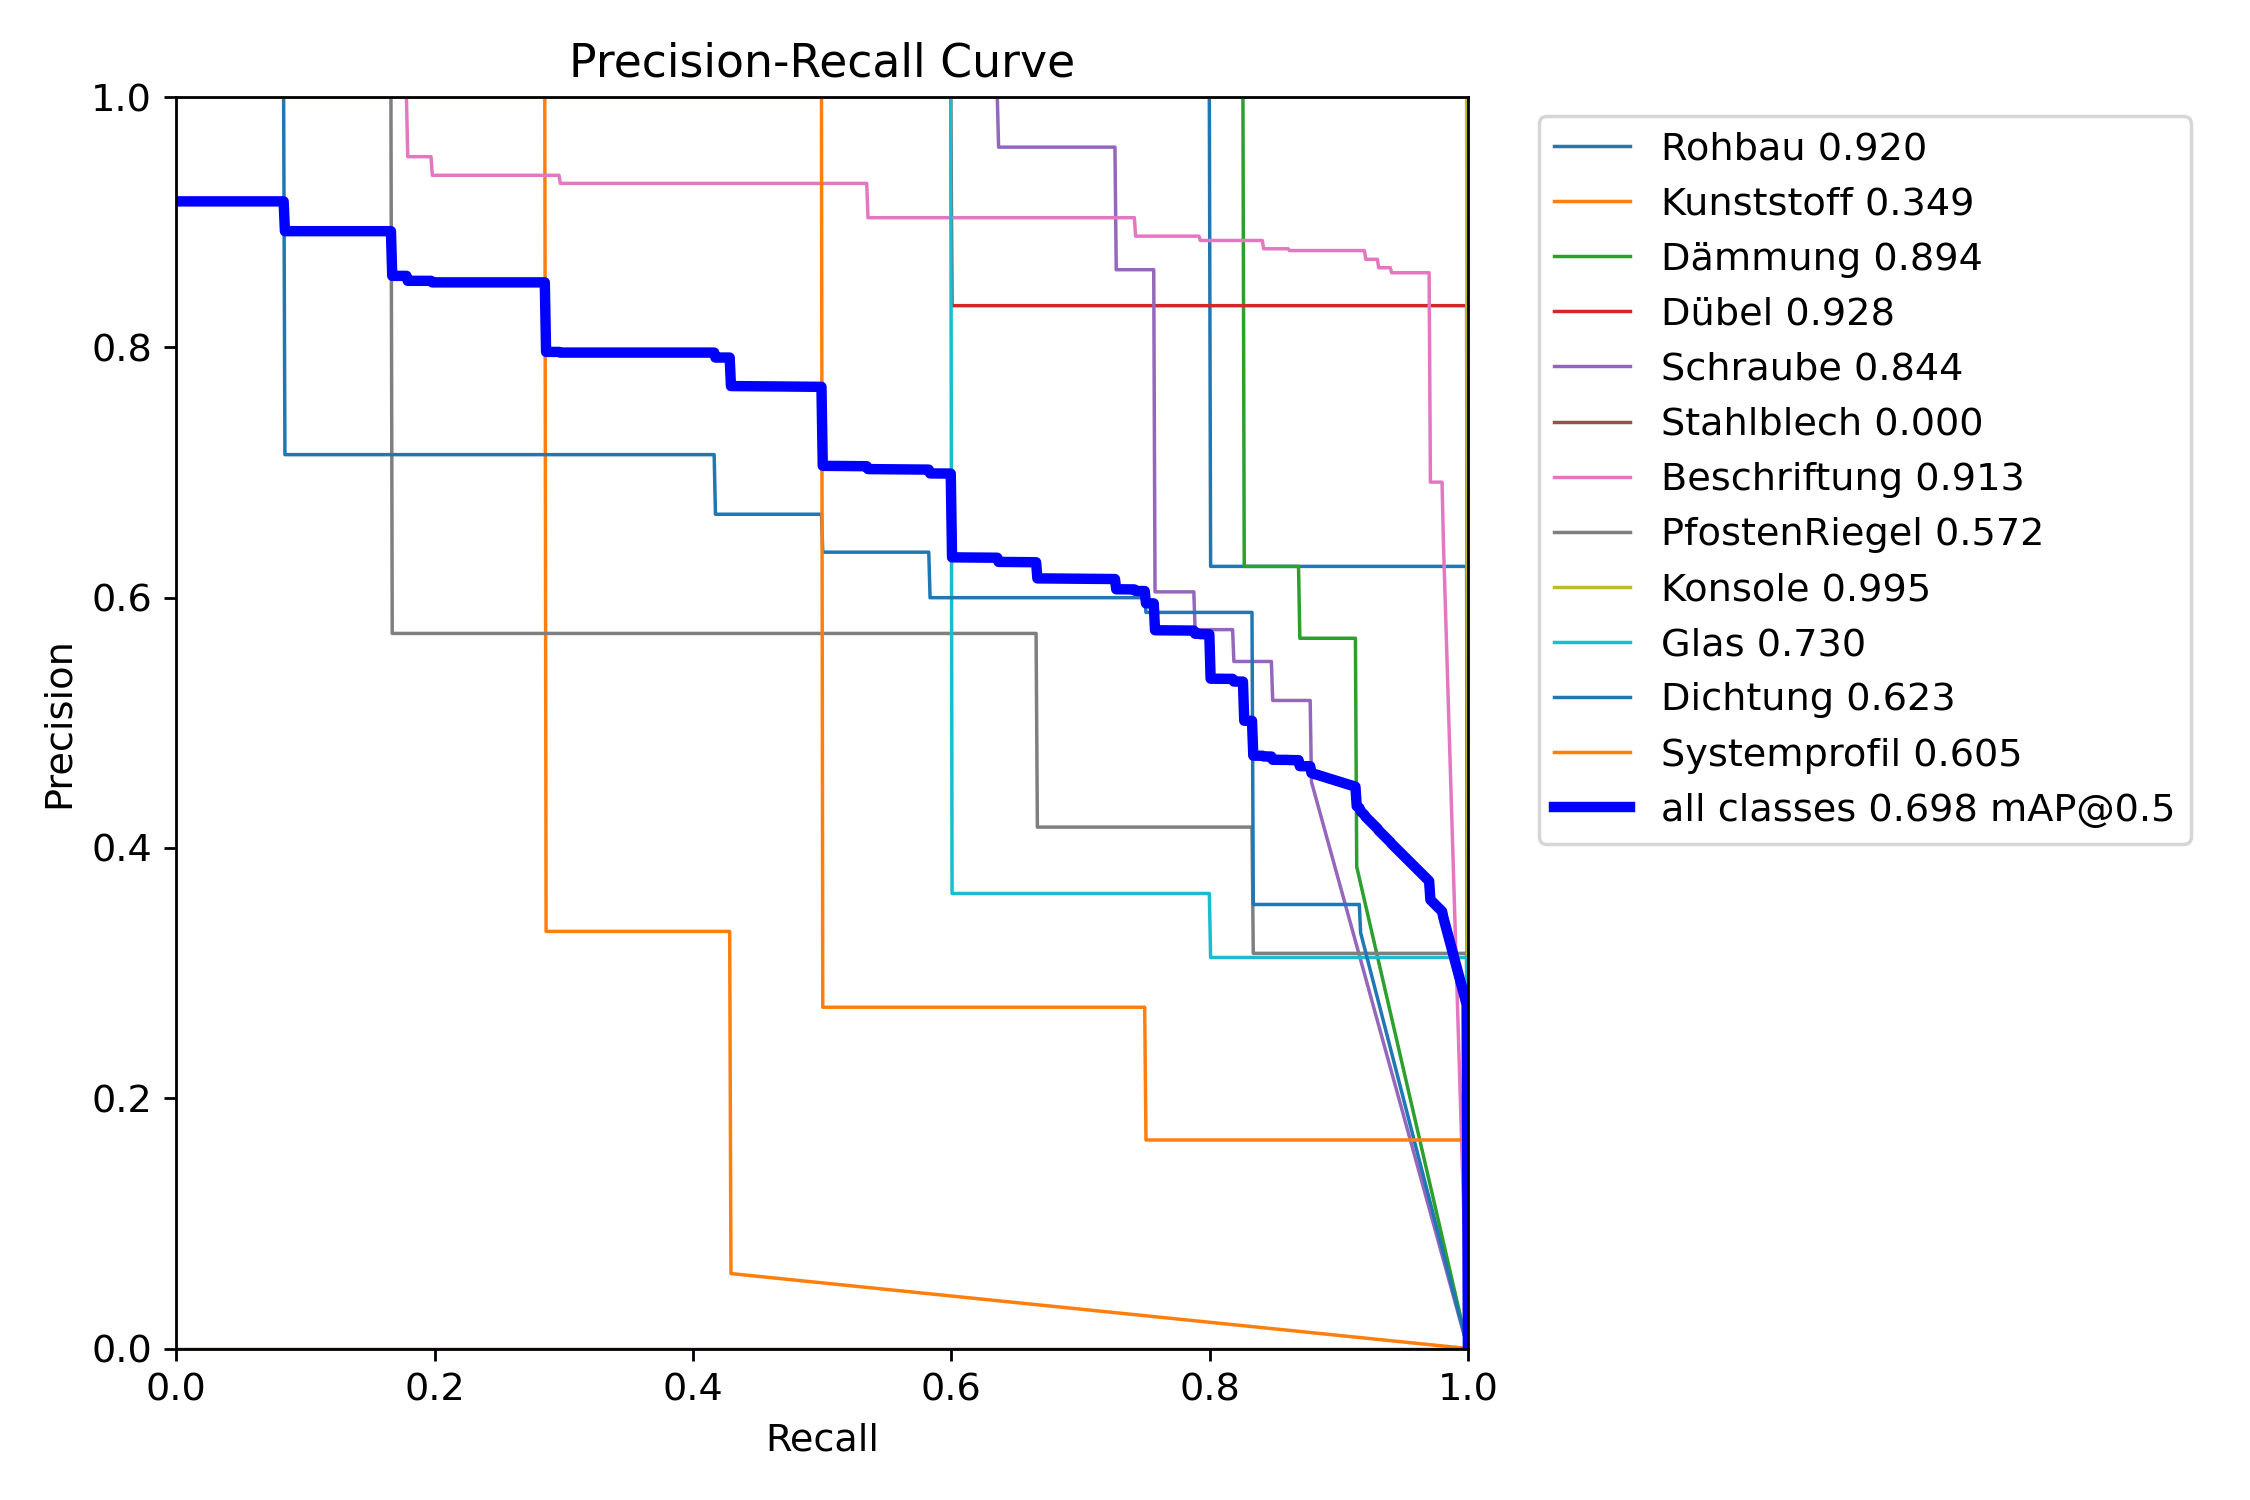 Precision-Recall Curve
1.0
0.8
0.6
0.4
0.2
0.0
Precision
0.0 0.2 0.4 0.6 0.8 1.0
Recall
Rohbau 0.920
Kunststoff 0.349
Dämmung 0.894
Dübel 0.928
Schraube 0.844
Stahlblech 0.000
Beschriftung 0.913
PfostenRiegel 0.572
Konsole 0.995
Glas 0.730
Dichtung 0.623
Systemprofil 0.605
all classes 0.698 mAP@0.5